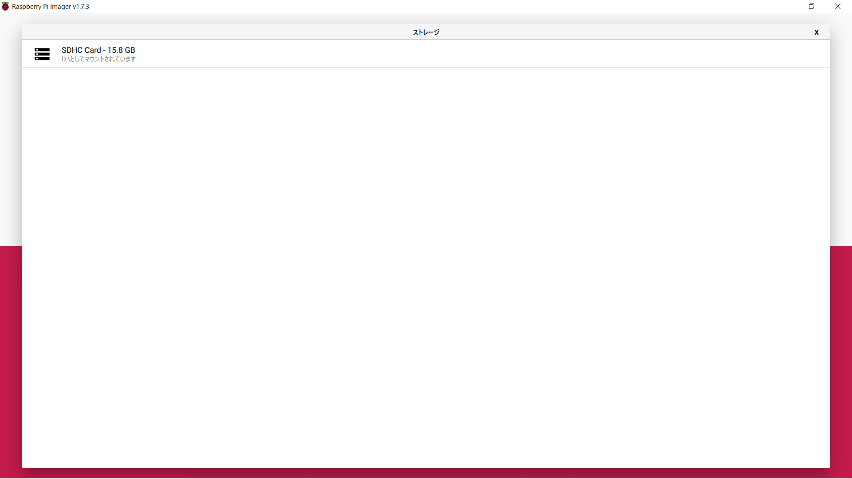 Raspberry Pi Imager v1.7.3
ストレージ
X
SDHC Card - 15.8 GB
D:\としてマウントされています